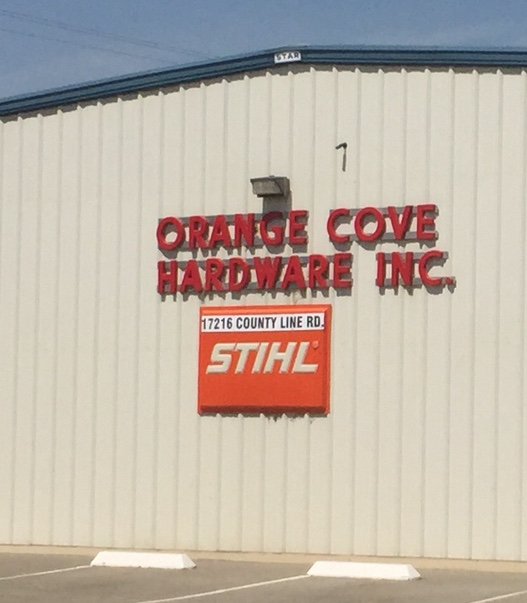 STAR
ORANGE COVE
HARDWARE INC.
17216 COUNTY LINE RD.
STIHL®